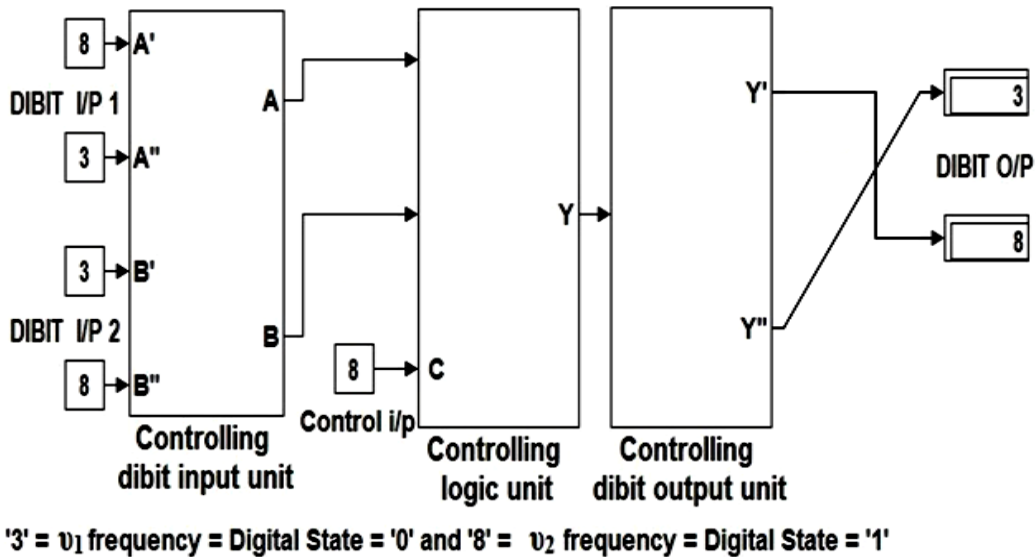 8 A'
DIBIT I/P 1
3 A"
A
3 B'
DIBIT I/P 2
8 B"
B
8 C
Control i/p
Y
Y'
Y"
3
DIBIT O/P
8
Controlling
dibit input unit
Controlling
logic unit
Controlling
dibit output unit
'3' = υ1 frequency = Digital State = '0' and '8' = υ2 frequency = Digital State = '1'